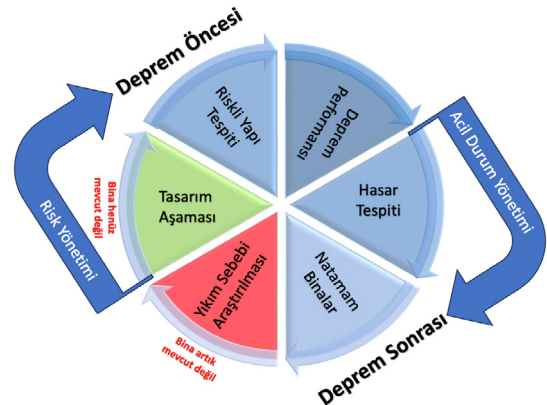 Deprem Öncesi
Riskli Yapı
Tespiti
Deprem
Performansı
Acil Durum Yönetimi
Hasar
Tespiti
Natamam
Binalar
Deprem Sonrası
Yıkım Sebebi
Araştırılması
Bina artık
mevcut değil
Tasarım
Aşaması
Bina henüz
mevcut değil
Risk Yönetimi